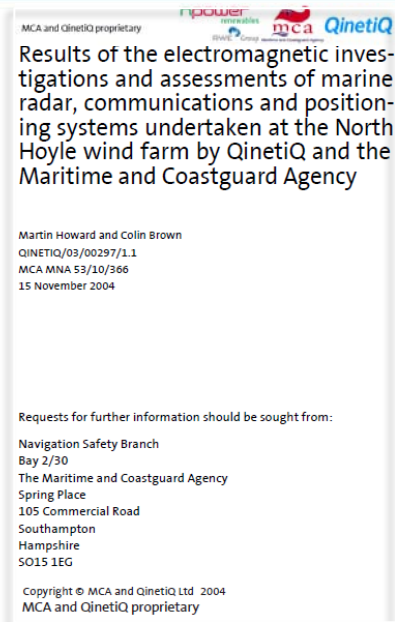 MCA and QinetiQ proprietary
npower
renewables
RWE Group
mca
QinetiQ
Results of the electromagnetic inves-
tigations and assessments of marine
radar, communications and position-
ing systems undertaken at the North
Hoyle wind farm by QinetiQ and the
Maritime and Coastguard Agency
Martin Howard and Colin Brown
QINETIQ/03/00297/1.1
MCA MNA 53/10/366
15 November 2004
Requests for further information should be sought from:
Navigation Safety Branch
Bay 2/30
The Maritime and Coastguard Agency
Spring Place
105 Commercial Road
Southampton
Hampshire
SO15 1EG
Copyright © MCA and QinetiQ Ltd 2004
MCA and QinetiQ proprietary